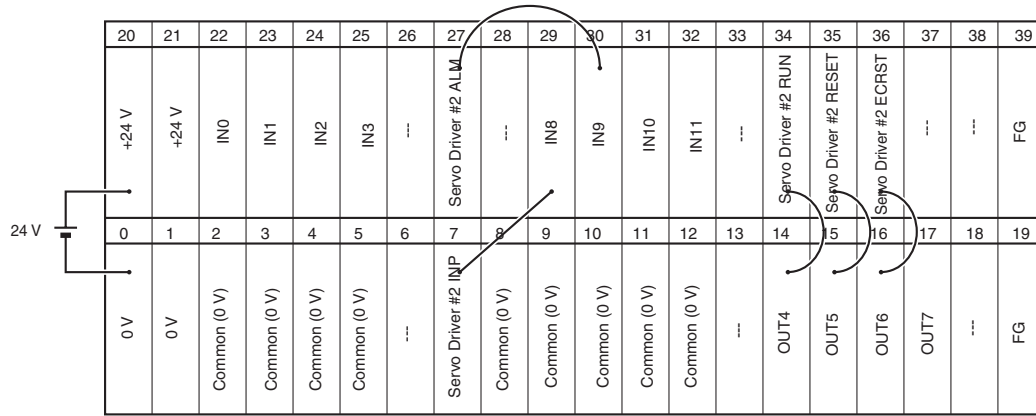 20 21 22 23 24 25 26 27 28 29 30 31 32 33 34 35 36 37 38 39
+24 V
+24 V
IN0
IN1
IN2
IN3
---
Servo Driver #2 ALM
---
IN8
IN9
IN10
IN11
---
Servo Driver #2 RUN
Servo Driver #2 RESET
Servo Driver #2 ECRST
---
---
FG
24 V
0 1 2 3 4 5 6 7 8 9 10 11 12 13 14 15 16 17 18 19
0 V
0 V
Common (0 V)
Common (0 V)
Common (0 V)
Common (0 V)
---
Servo Driver #2 INP
Common (0 V)
Common (0 V)
Common (0 V)
Common (0 V)
Common (0 V)
---
OUT4
OUT5
OUT6
OUT7
---
FG